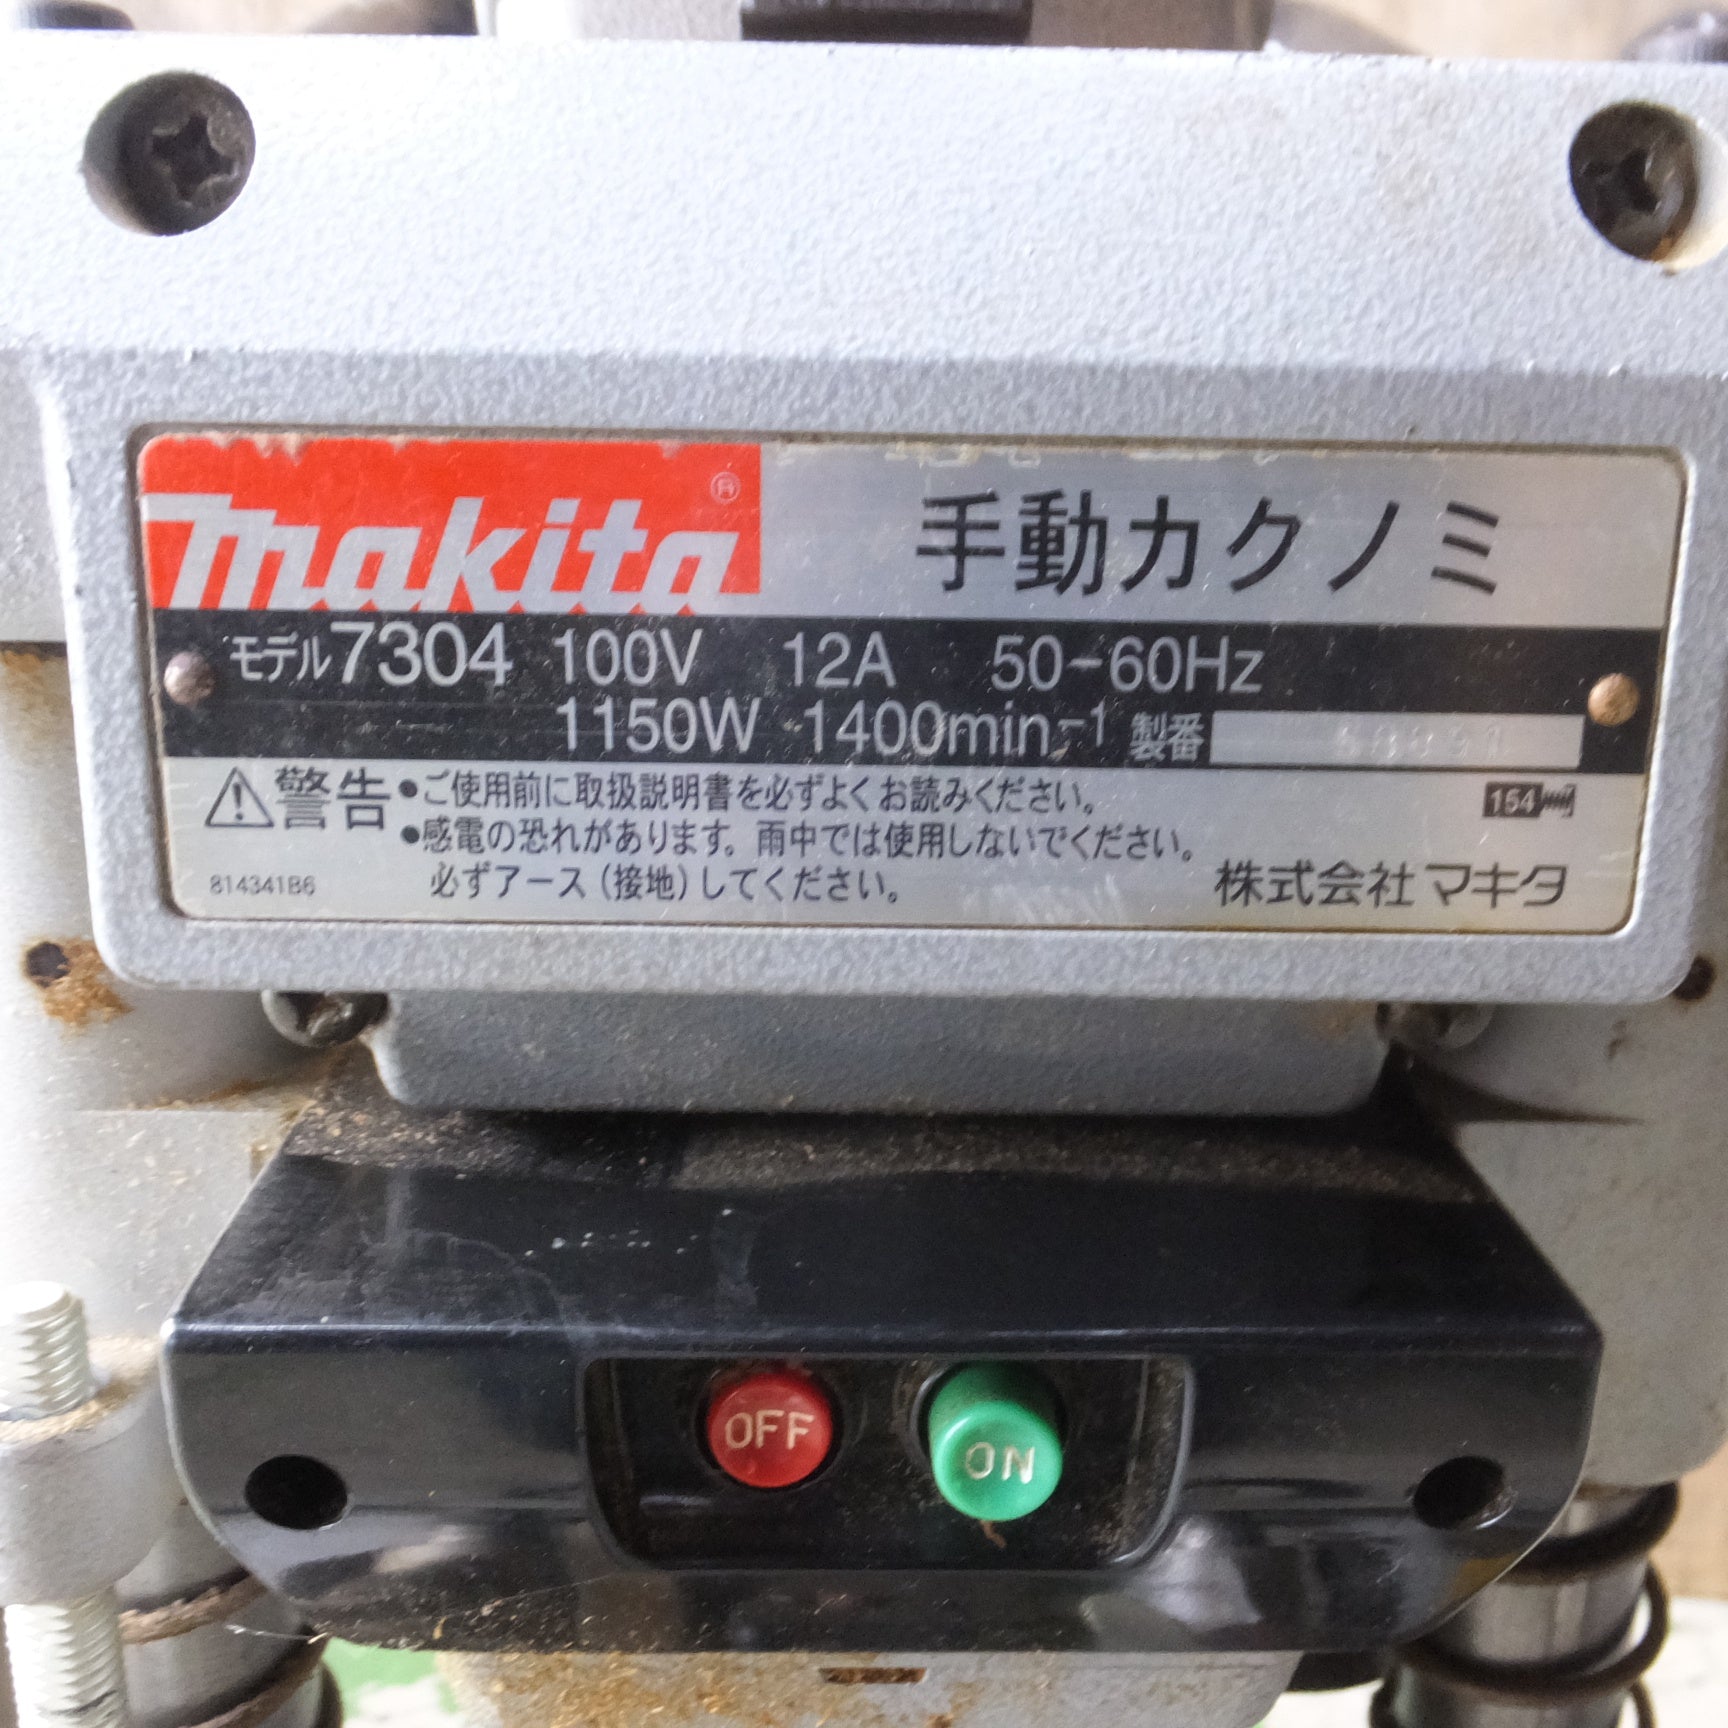 makita®
手動カクノミ
モデル7304 100V 12A 50-60Hz
1150W 1400min-1 製番
⚠警告 ●ご使用前に取扱説明書を必ずよくお読みください。
154
●感電の恐れがあります。雨中では使用しないでください。
必ずアース(接地)してください。
814341B6
株式会社マキタ
OFF
ON